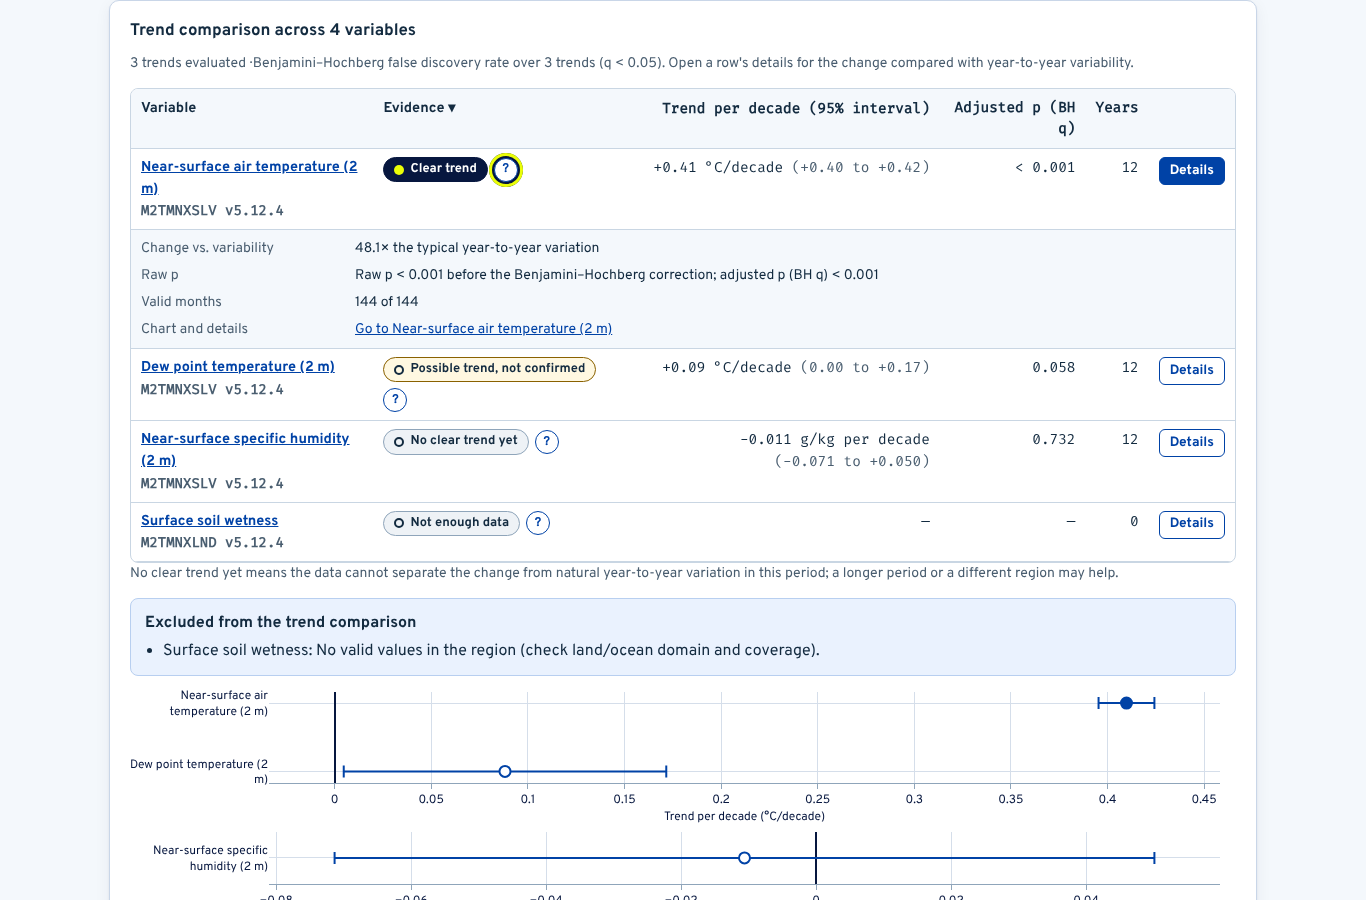 Trend comparison across 4 variables
3 trends evaluated ·Benjamini–Hochberg false discovery rate over 3 trends (q < 0.05). Open a row's details for the change compared with year-to-year variability.
Variable Evidence ▾ Trend per decade (95% interval) Adjusted p (BH q) Years
Near-surface air temperature (2 m)
M2TMNXSLV v5.12.4
Clear trend ? +0.41 °C/decade (+0.40 to +0.42) < 0.001 12 Details
Change vs. variability 48.1× the typical year-to-year variation
Raw p Raw p < 0.001 before the Benjamini–Hochberg correction; adjusted p (BH q) < 0.001
Valid months 144 of 144
Chart and details Go to Near-surface air temperature (2 m)
Dew point temperature (2 m)
M2TMNXSLV v5.12.4
Possible trend, not confirmed ? +0.09 °C/decade (0.00 to +0.17) 0.058 12 Details
Near-surface specific humidity (2 m)
M2TMNXSLV v5.12.4
No clear trend yet ? −0.011 g/kg per decade (−0.071 to +0.050) 0.732 12 Details
Surface soil wetness
M2TMNXLND v5.12.4
Not enough data ? — — 0 Details
No clear trend yet means the data cannot separate the change from natural year-to-year variation in this period; a longer period or a different region may help.
Excluded from the trend comparison
• Surface soil wetness: No valid values in the region (check land/ocean domain and coverage).
Near-surface air
temperature (2 m)
Dew point temperature (2
m)
0 0.05 0.1 0.15 0.2 0.25 0.3 0.35 0.4 0.45
Trend per decade (°C/decade)
Near-surface specific
humidity (2 m)
−0.08 −0.06 −0.04 −0.02 0 0.02 0.04